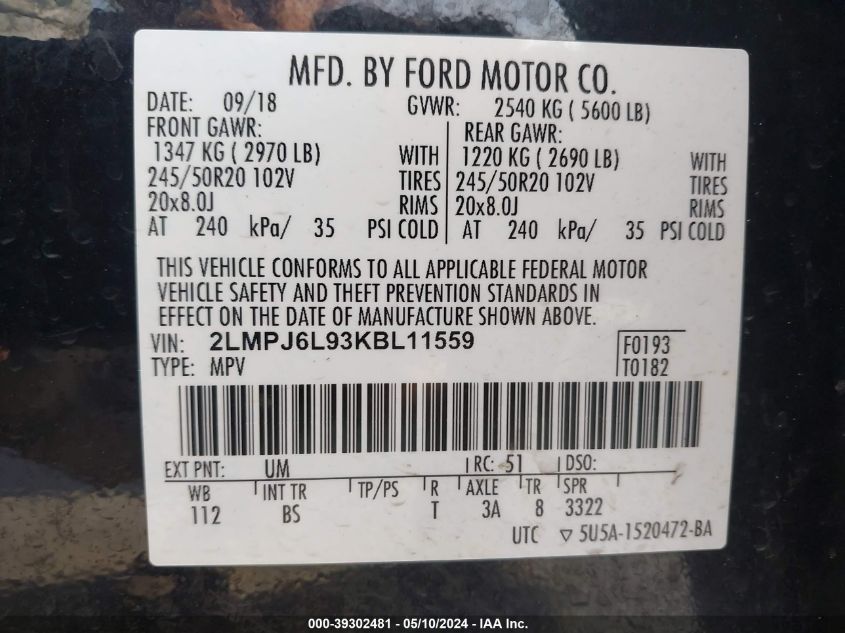 MFD. BY FORD MOTOR CO.
DATE: 09/18 GVWR: 2540 KG ( 5600 LB)
FRONT GAWR: REAR GAWR:
1347 KG ( 2970 LB) WITH 1220 KG ( 2690 LB) WITH
245/50R20 102V TIRES 245/50R20 102V TIRES
20x8.0J RIMS 20x8.0J RIMS
AT 240 kPa/ 35 PSI COLD AT 240 kPa/ 35 PSI COLD
THIS VEHICLE CONFORMS TO ALL APPLICABLE FEDERAL MOTOR
VEHICLE SAFETY AND THEFT PREVENTION STANDARDS IN
EFFECT ON THE DATE OF MANUFACTURE SHOWN ABOVE.
VIN: 2LMPJ6L93KBL11559 F0193
TYPE: MPV T0182
EXT PNT: UM RC: 51 DSO:
WB INT TR TP/PS R AXLE TR SPR
112 BS T 3A 8 3322
UTC ▽ 5U5A-1520472-BA
000-39302481 - 05/10/2024 - IAA Inc.